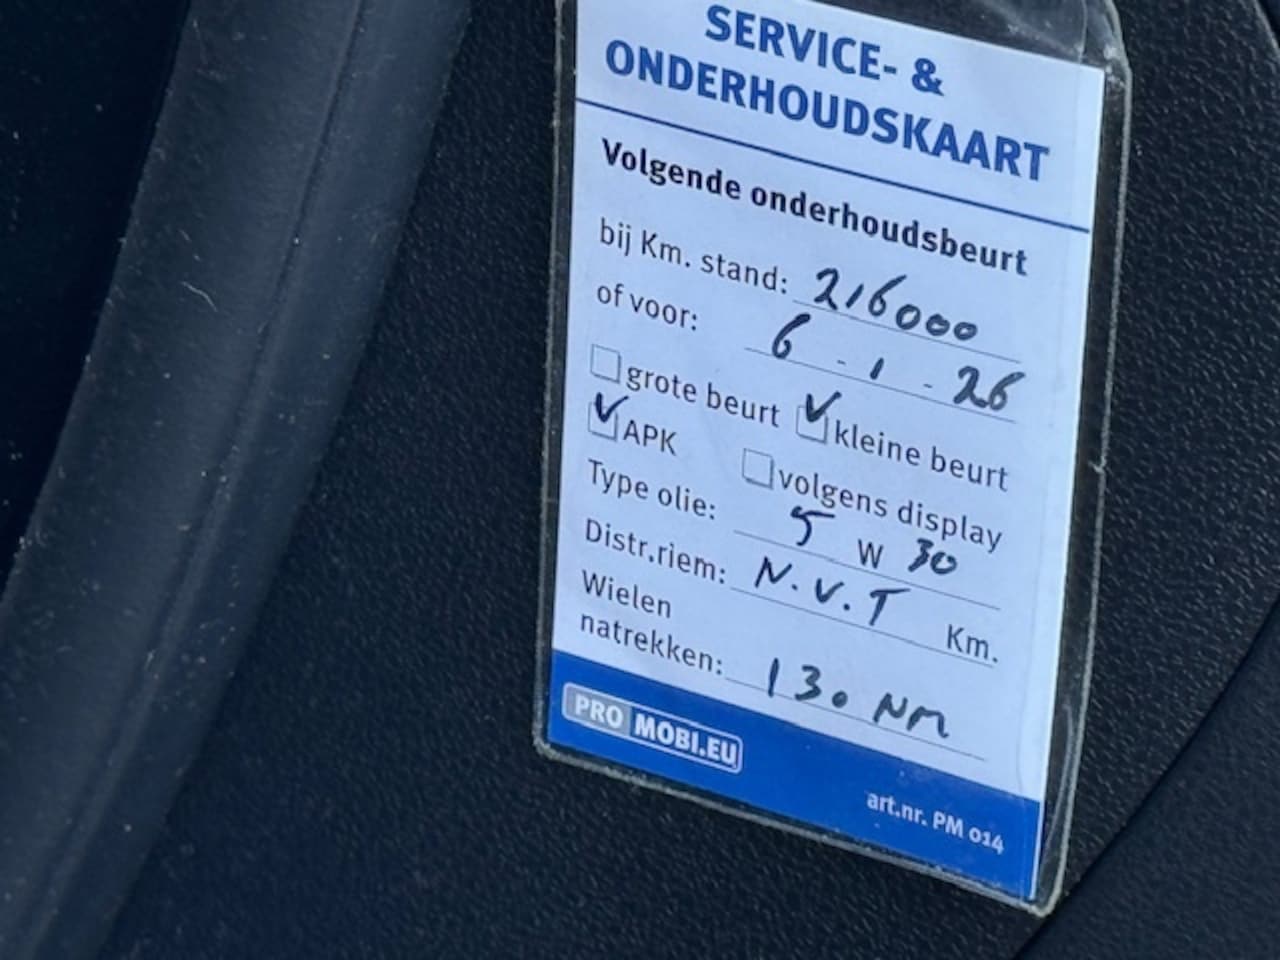 SERVICE- &
ONDERHOUDSKAART
Volgende onderhoudsbeurt
bij Km. stand: 216000
of voor: 6 - 1 - 26
grote beurt ✓ kleine beurt
✓ APK volgens display
Type olie: 5 W 30
Distr.riem: N.V.T Km.
Wielen
natrekken: 130 NM
PRO MOBI.EU
art.nr. PM 014